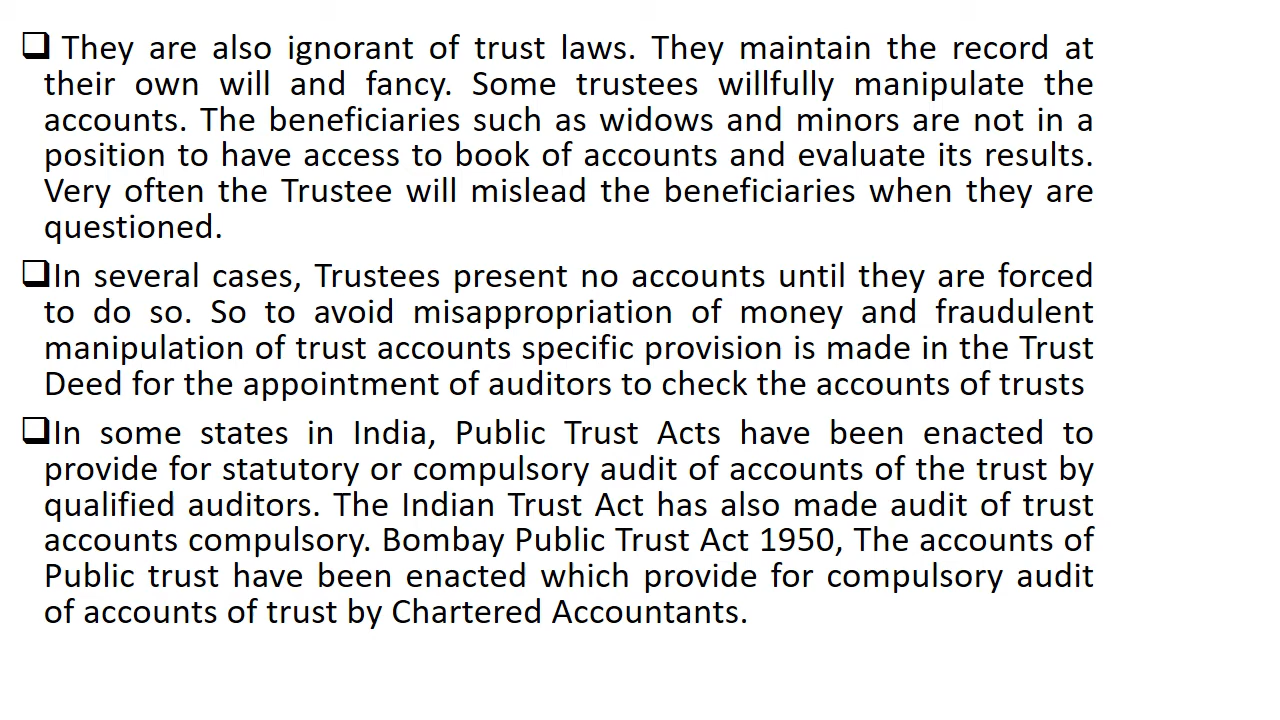 ❑ They are also ignorant of trust laws. They maintain the record at
their own will and fancy. Some trustees willfully manipulate the
accounts. The beneficiaries such as widows and minors are not in a
position to have access to book of accounts and evaluate its results.
Very often the Trustee will mislead the beneficiaries when they are
questioned.
❑In several cases, Trustees present no accounts until they are forced
to do so. So to avoid misappropriation of money and fraudulent
manipulation of trust accounts specific provision is made in the Trust
Deed for the appointment of auditors to check the accounts of trusts
❑In some states in India, Public Trust Acts have been enacted to
provide for statutory or compulsory audit of accounts of the trust by
qualified auditors. The Indian Trust Act has also made audit of trust
accounts compulsory. Bombay Public Trust Act 1950, The accounts of
Public trust have been enacted which provide for compulsory audit
of accounts of trust by Chartered Accountants.